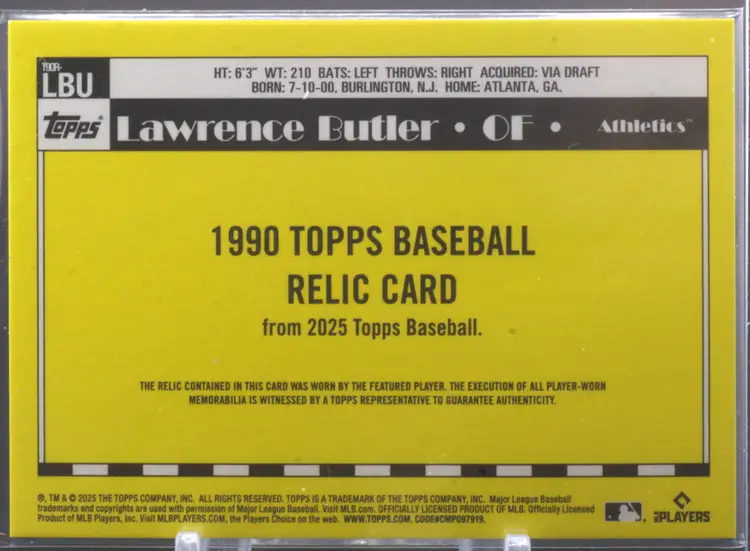 T90R-
LBU
HT: 6'3" WT: 210 BATS: LEFT THROWS: RIGHT ACQUIRED: VIA DRAFT
BORN: 7-10-00, BURLINGTON, N.J. HOME: ATLANTA, GA.
Topps® Lawrence Butler • OF • Athletics™
1990 TOPPS BASEBALL
RELIC CARD
from 2025 Topps Baseball.
THE RELIC CONTAINED IN THIS CARD WAS WORN BY THE FEATURED PLAYER. THE EXECUTION OF ALL PLAYER-WORN
MEMORABILIA IS WITNESSED BY A TOPPS REPRESENTATIVE TO GUARANTEE AUTHENTICITY.
®, TM & © 2025 THE TOPPS COMPANY, INC. ALL RIGHTS RESERVED. TOPPS IS A TRADEMARK OF THE TOPPS COMPANY, INC. Major League Baseball
trademarks and copyrights are used with permission of Major League Baseball. Visit MLB.com. OFFICIALLY LICENSED PRODUCT OF MLB. Officially Licensed
Product of MLB Players, Inc. Visit MLBPLAYERS.com, the Players Choice on the web. WWW.TOPPS.COM. CODE#CMP097919.
MLB PLAYERS